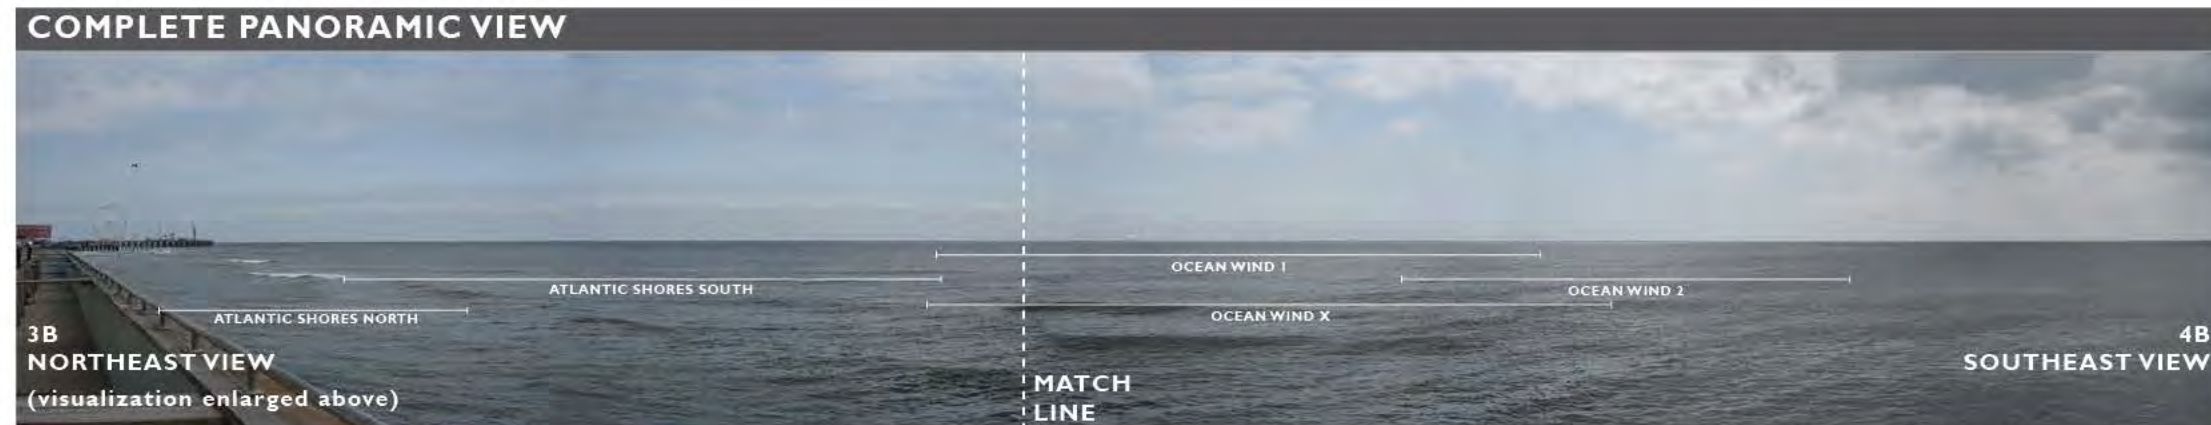 COMPLETE PANORAMIC VIEW
OCEAN WIND 1
ATLANTIC SHORES SOUTH
OCEAN WIND 2
ATLANTIC SHORES NORTH
OCEAN WIND X
3B
NORTHEAST VIEW
(visualization enlarged above)
4B
SOUTHEAST VIEW
MATCH
LINE